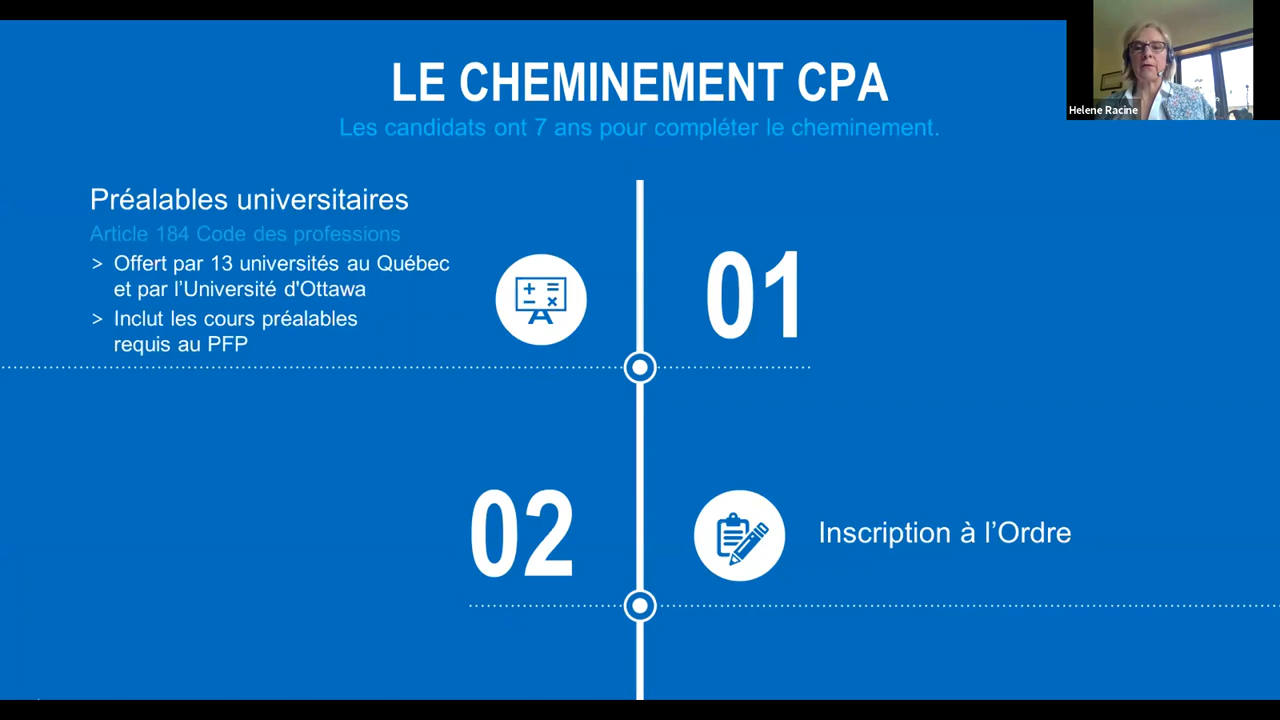 LE CHEMINEMENT CPA
Les candidats ont 7 ans pour compléter le cheminement.
Helene Racine
Préalables universitaires
Article 184 Code des professions
> Offert par 13 universités au Québec
et par l’Université d'Ottawa
> Inclut les cours préalables
requis au PFP
01
02
Inscription à l’Ordre